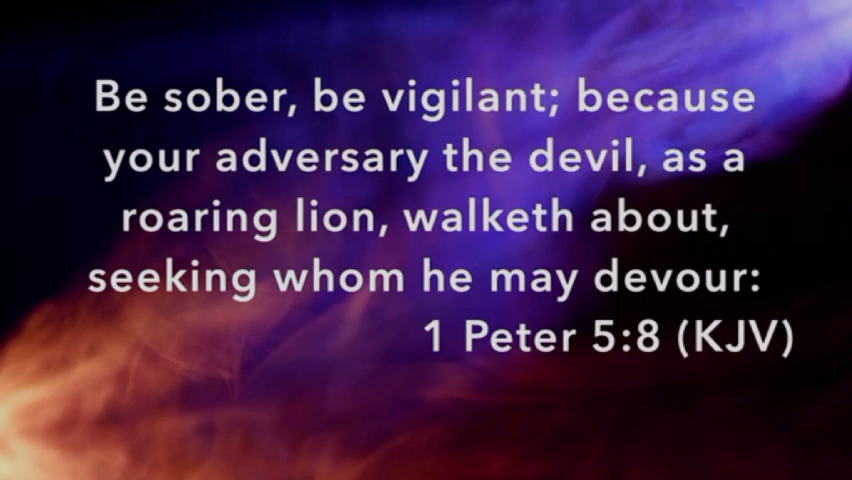 Be sober, be vigilant; because
your adversary the devil, as a
roaring lion, walketh about,
seeking whom he may devour:
1 Peter 5:8 (KJV)